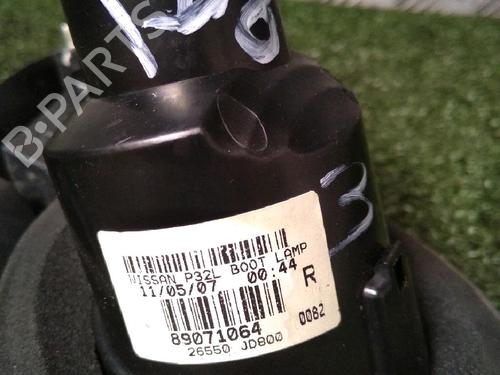 B-PARTS
3
NISSAN P32L BOOT LAMP
11/05/07 00:44 R
89071064 0082
26550 JD800